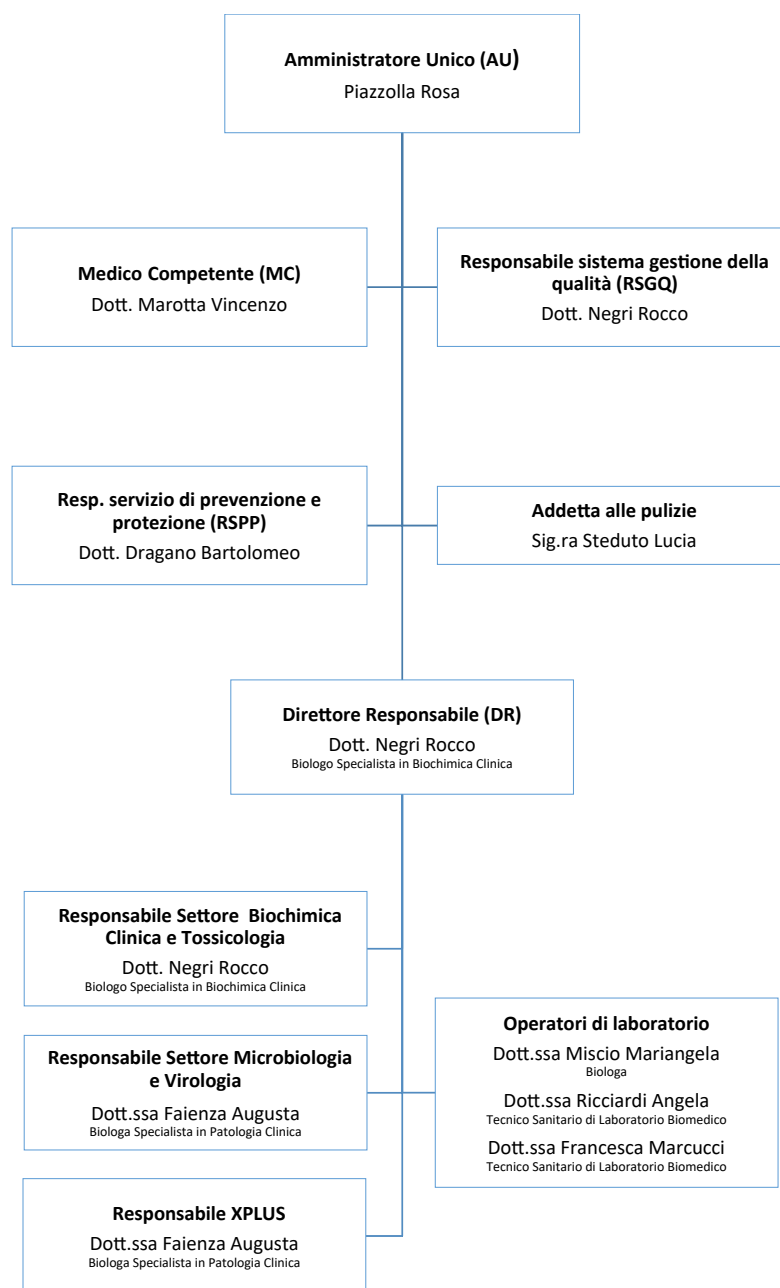 Amministratore Unico (AU)
Piazzolla Rosa
Medico Competente (MC)
Dott. Marotta Vincenzo
Responsabile sistema gestione della
qualità (RSGQ)
Dott. Negri Rocco
Resp. servizio di prevenzione e
protezione (RSPP)
Dott. Dragano Bartolomeo
Addetta alle pulizie
Sig.ra Steduto Lucia
Direttore Responsabile (DR)
Dott. Negri Rocco
Biologo Specialista in Biochimica Clinica
Responsabile Settore Biochimica
Clinica e Tossicologia
Dott. Negri Rocco
Biologo Specialista in Biochimica Clinica
Responsabile Settore Microbiologia
e Virologia
Dott.ssa Faienza Augusta
Biologa Specialista in Patologia Clinica
Operatori di laboratorio
Dott.ssa Miscio Mariangela
Biologa
Dott.ssa Ricciardi Angela
Tecnico Sanitario di Laboratorio Biomedico
Dott.ssa Francesca Marcucci
Tecnico Sanitario di Laboratorio Biomedico
Responsabile XPLUS
Dott.ssa Faienza Augusta
Biologa Specialista in Patologia Clinica